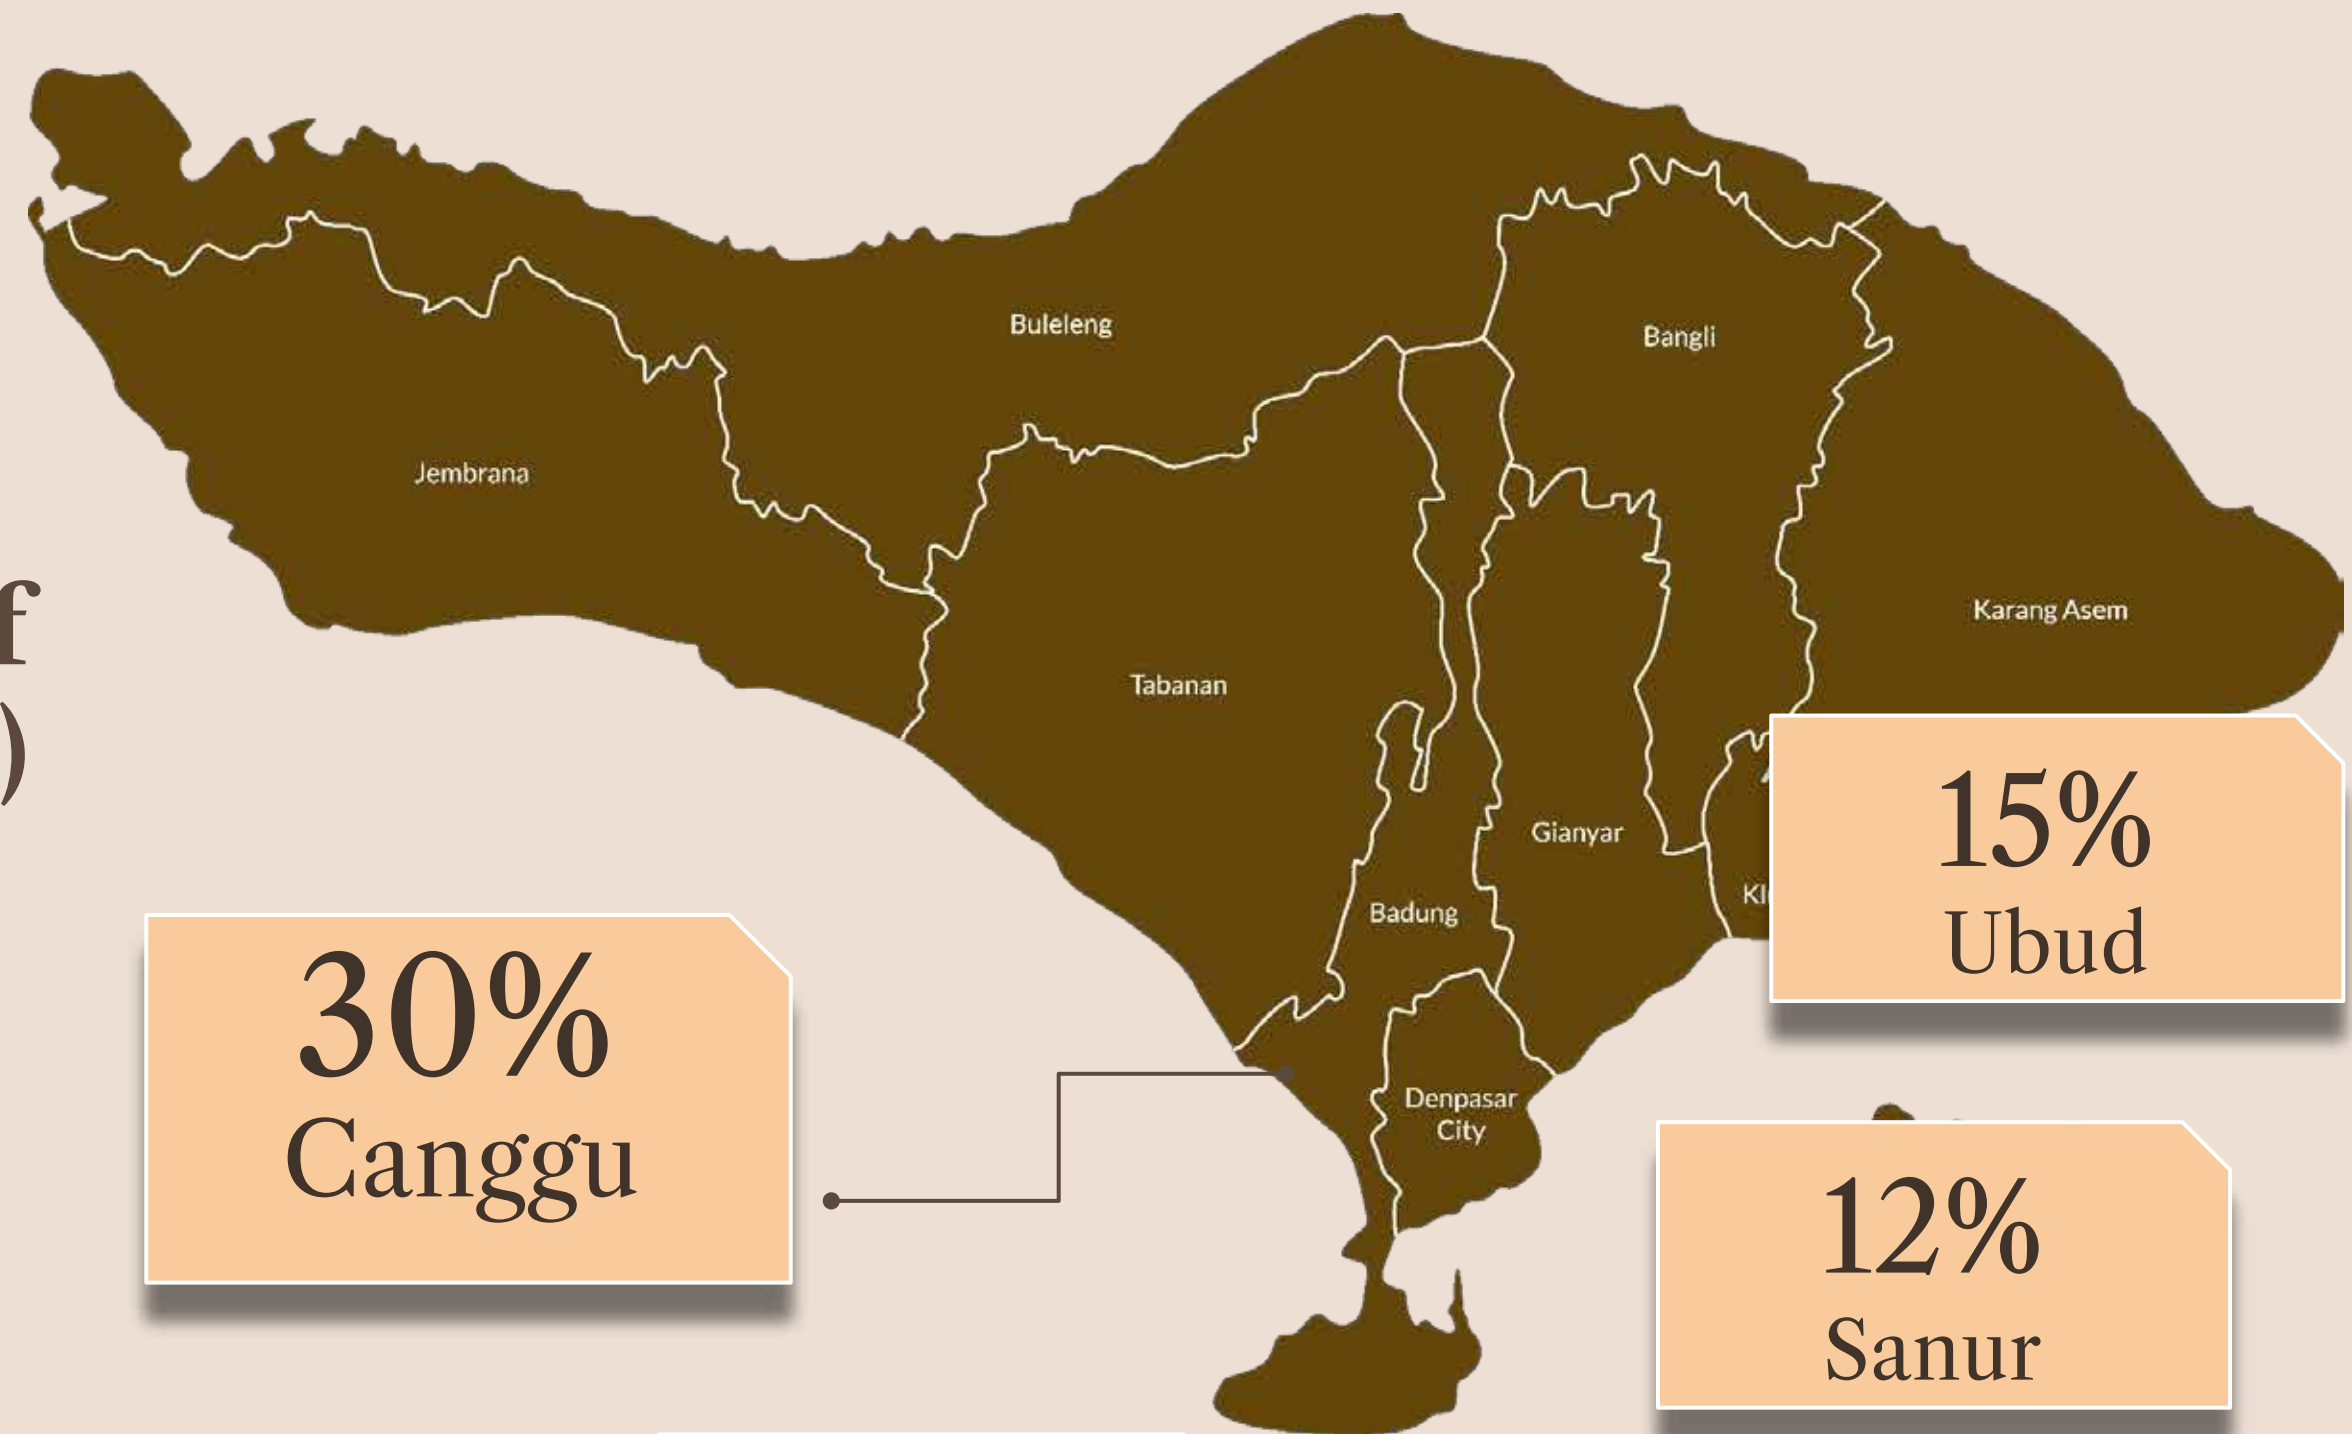 Buleleng
Bangli
Jembrana
f
Karang Asem
Tabanan
)
15%
Ubud
Gianyar
Badung
30%
Canggu
Denpasar
City
12%
Sanur